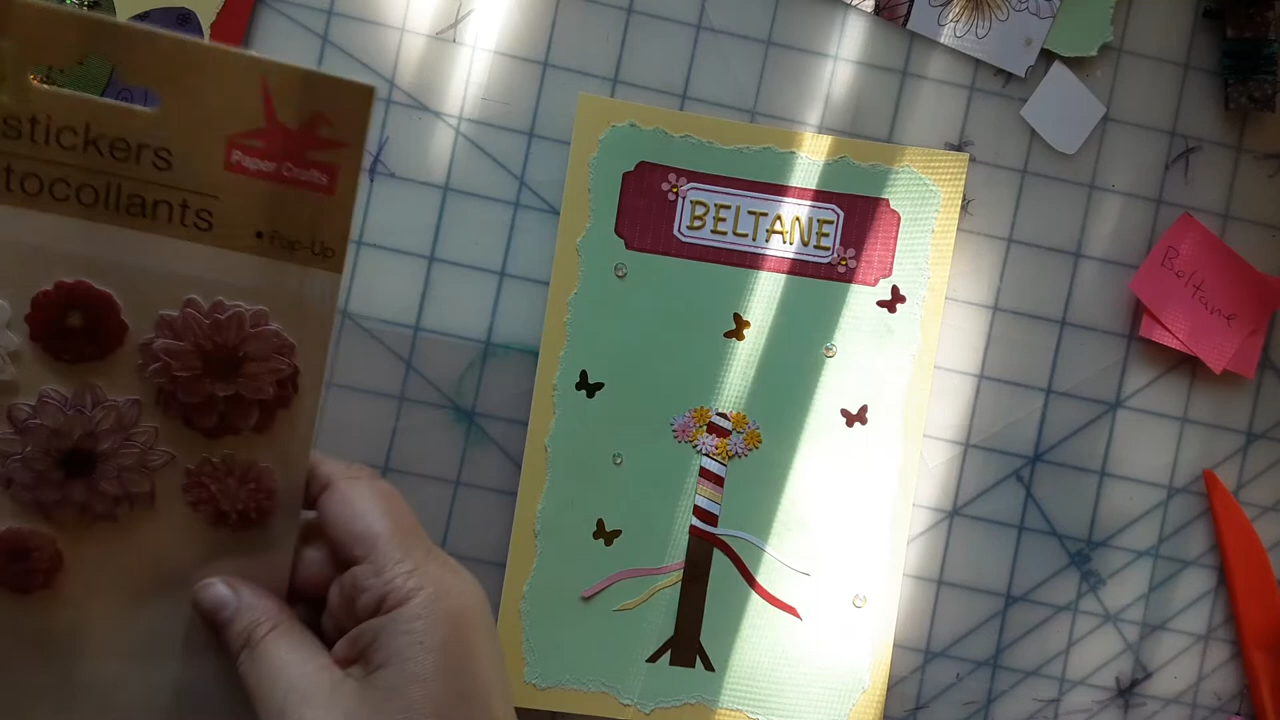 stickers
tocollants
Paper Crafts
• Pop-Up
BELTANE
Beltane